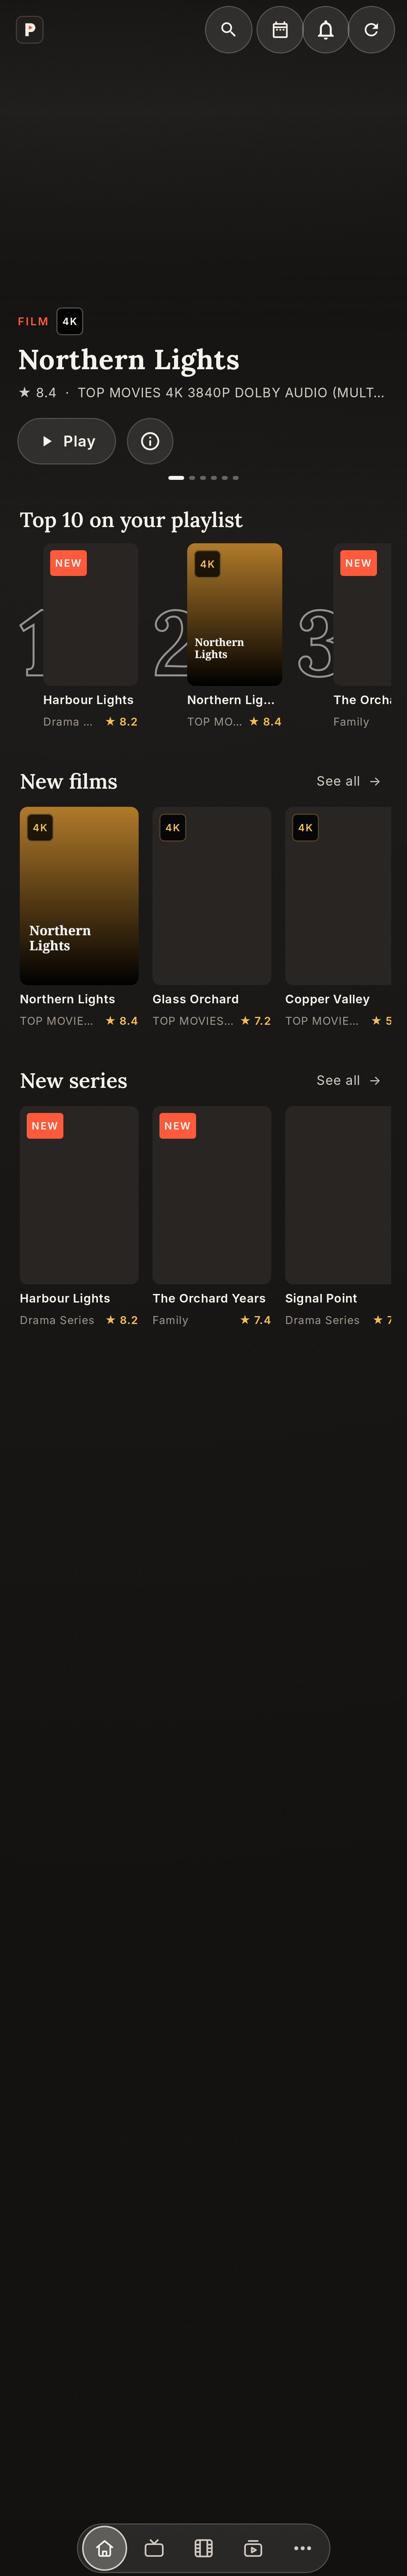 P
FILM 4K
Northern Lights
★ 8.4 · TOP MOVIES 4K 3840P DOLBY AUDIO (MULT...
Play
Top 10 on your playlist
1 NEW
2 4K Northern
Lights
3 NEW
Harbour Lights
Drama ... ★ 8.2
Northern Lig...
TOP MO... ★ 8.4
The Orcha
Family
New films See all →
4K
Northern
Lights
4K
4K
Northern Lights
TOP MOVIE... ★ 8.4
Glass Orchard
TOP MOVIES... ★ 7.2
Copper Valley
TOP MOVIE... ★ 5
New series See all →
NEW
NEW
Harbour Lights
Drama Series ★ 8.2
The Orchard Years
Family ★ 7.4
Signal Point
Drama Series ★ 7